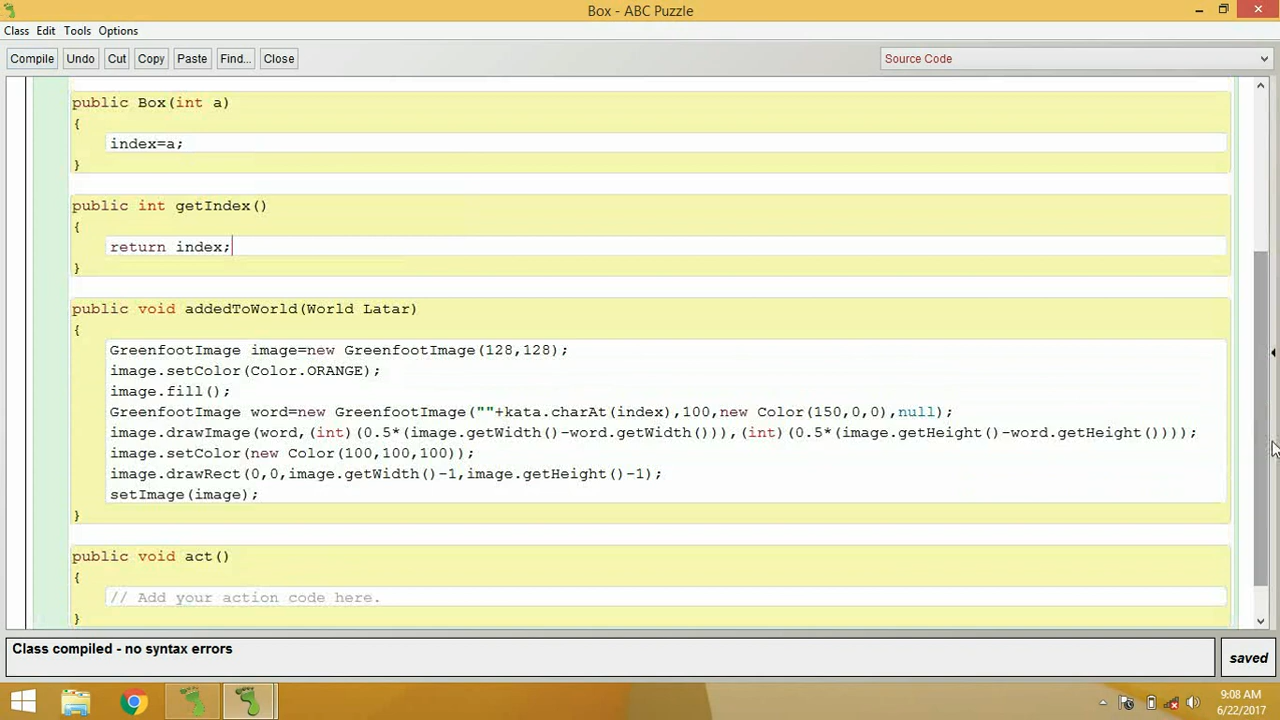 Box - ABC Puzzle
Class Edit Tools Options
Compile Undo Cut Copy Paste Find... Close Source Code
public Box(int a)
{
index=a;
}
public int getIndex()
{
return index;
}
public void addedToWorld(World Latar)
{
GreenfootImage image=new GreenfootImage(128,128);
image.setColor(Color.ORANGE);
image.fill();
GreenfootImage word=new GreenfootImage(""+kata.charAt(index),100,new Color(150,0,0),null);
image.drawImage(word,(int)(0.5*(image.getWidth()-word.getWidth())),(int)(0.5*(image.getHeight()-word.getHeight())));
image.setColor(new Color(100,100,100));
image.drawRect(0,0,image.getWidth()-1,image.getHeight()-1);
setImage(image);
}
public void act()
{
// Add your action code here.
}
Class compiled - no syntax errors
saved
9:08 AM
6/22/2017